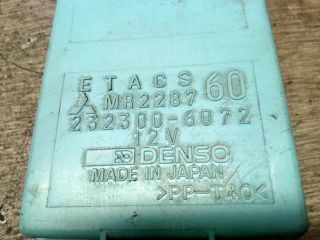 ETACS
MR2287 60
232300-6072
12V
DENSO
MADE IN JAPAN
>PP-T40<